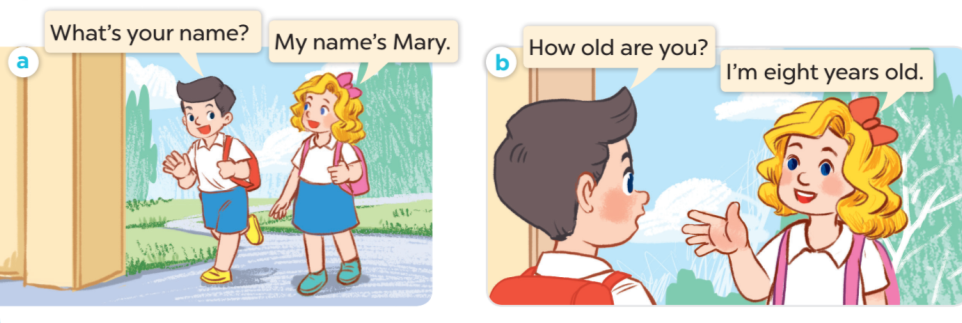 a
What's your name?
My name's Mary.
b
How old are you?
I'm eight years old.